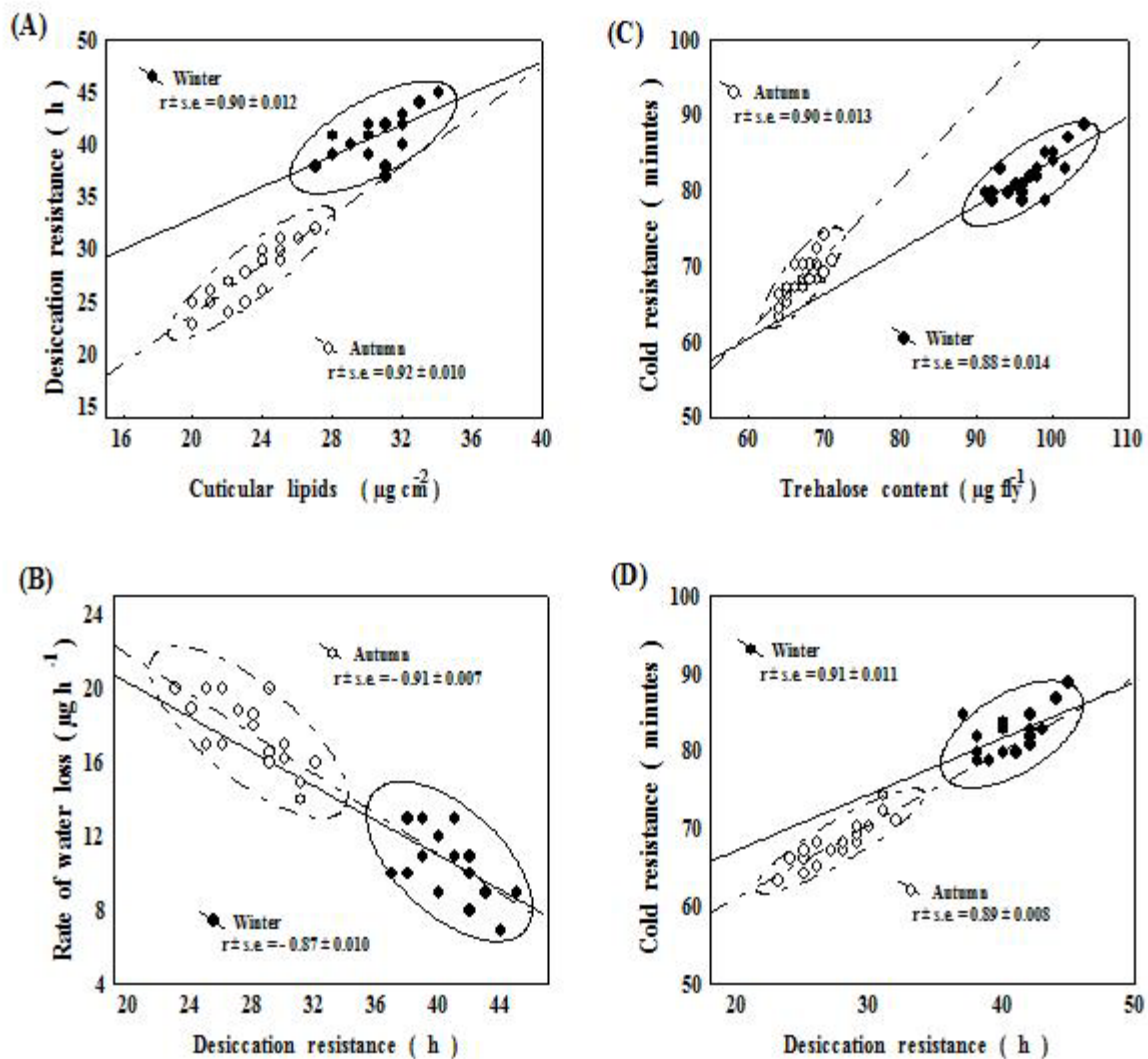 (A)
50
45
40
35
30
25
20
15
Desiccation resistance ( h )
Winter
r ± s.e. = 0.90 ± 0.012
Autumn
r ± s.e. = 0.92 ± 0.010
16 20 24 28 32 36 40
Cuticular lipids ( µg cm-2 )
(C)
100
90
80
70
60
50
Cold resistance ( minutes )
Autumn
r ± s.e. = 0.90 ± 0.013
Winter
r ± s.e. = 0.88 ± 0.014
60 70 80 90 100 110
Trehalose content ( µg fly-1 )
(B)
24
20
16
12
8
4
Rate of water loss ( µg h -1 )
Autumn
r ± s.e. = - 0.91 ± 0.007
Winter
r ± s.e. = - 0.87 ± 0.010
20 24 28 32 36 40 44
Desiccation resistance ( h )
(D)
100
90
80
70
60
50
Cold resistance ( minutes )
Winter
r ± s.e. = 0.91 ± 0.011
Autumn
r ± s.e. = 0.89 ± 0.008
20 30 40 50
Desiccation resistance ( h )